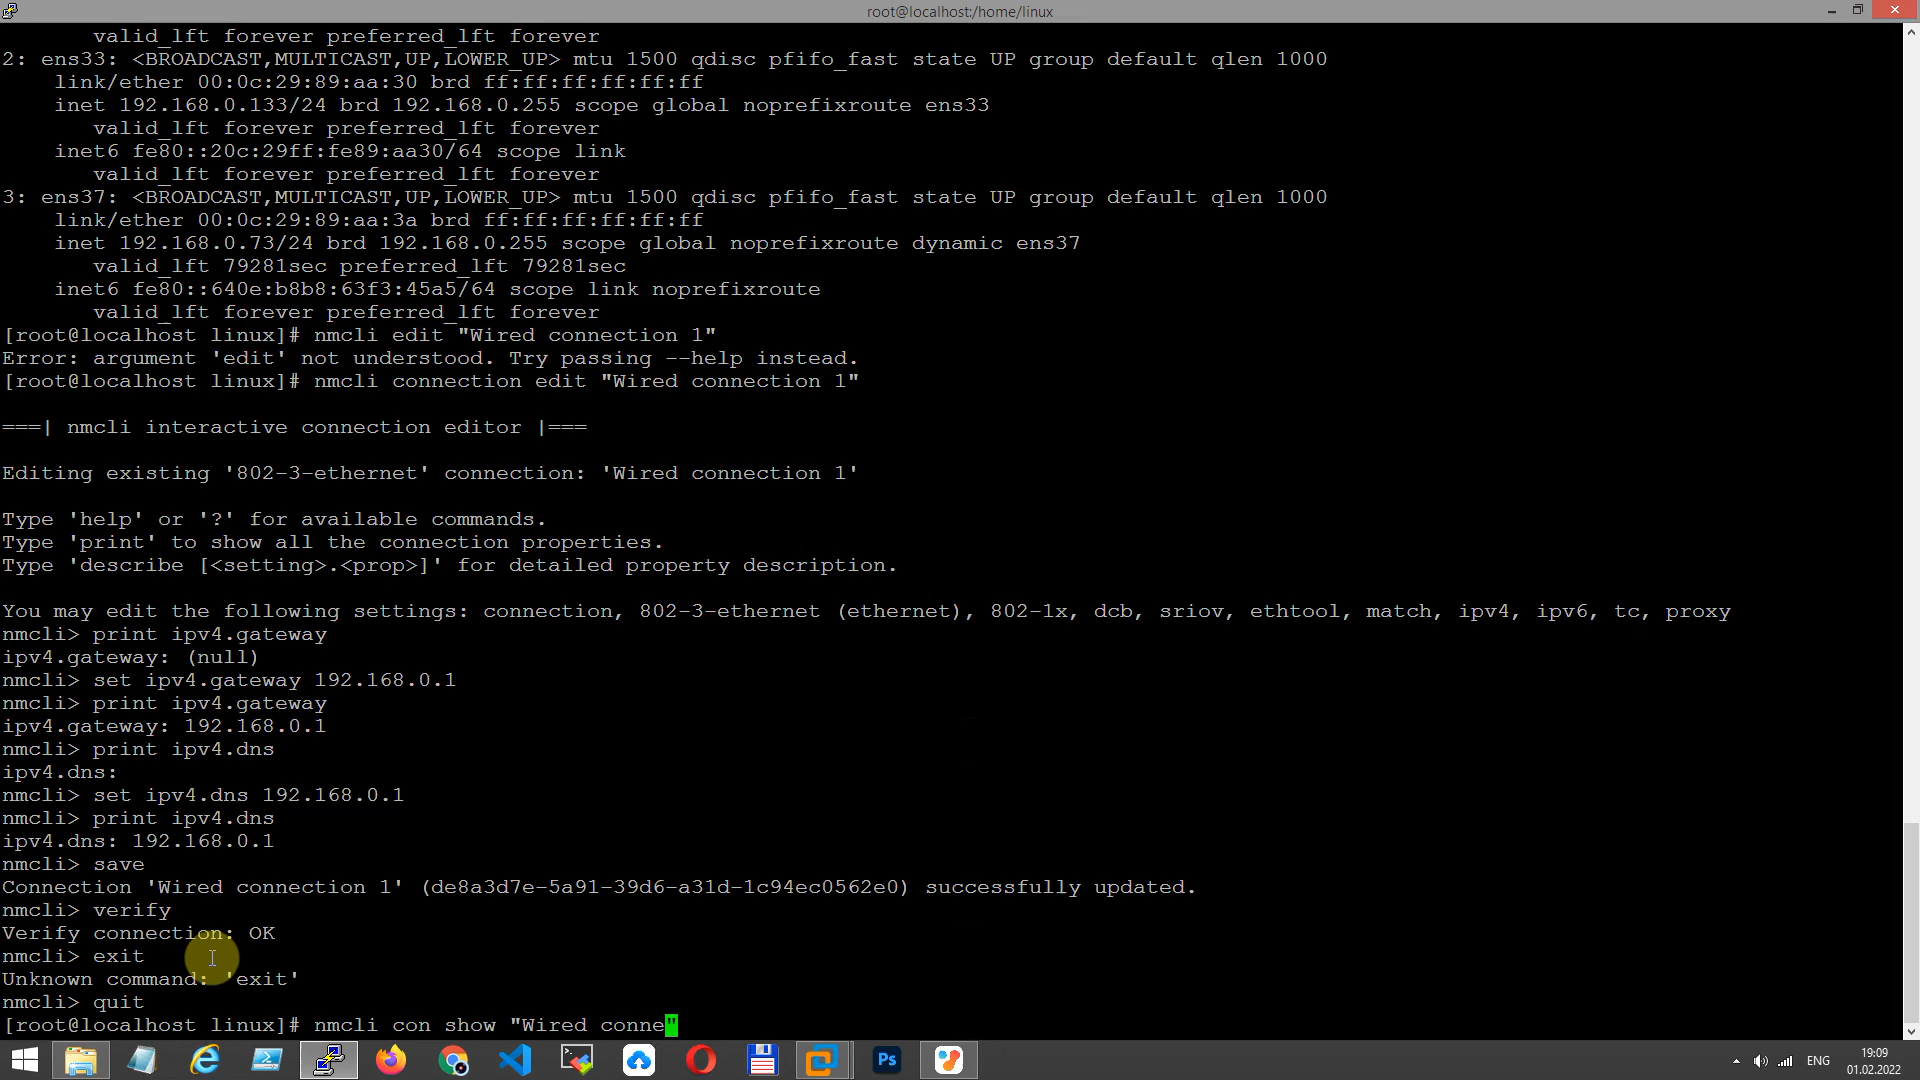 root@localhost:/home/linux
valid_lft forever preferred_lft forever
2: ens33: <BROADCAST,MULTICAST,UP,LOWER_UP> mtu 1500 qdisc pfifo_fast state UP group default qlen 1000
link/ether 00:0c:29:89:aa:30 brd ff:ff:ff:ff:ff:ff
inet 192.168.0.133/24 brd 192.168.0.255 scope global noprefixroute ens33
valid_lft forever preferred_lft forever
inet6 fe80::20c:29ff:fe89:aa30/64 scope link
valid_lft forever preferred_lft forever
3: ens37: <BROADCAST,MULTICAST,UP,LOWER_UP> mtu 1500 qdisc pfifo_fast state UP group default qlen 1000
link/ether 00:0c:29:89:aa:3a brd ff:ff:ff:ff:ff:ff
inet 192.168.0.73/24 brd 192.168.0.255 scope global noprefixroute dynamic ens37
valid_lft 79281sec preferred_lft 79281sec
inet6 fe80::640e:b8b8:63f3:45a5/64 scope link noprefixroute
valid_lft forever preferred_lft forever
[root@localhost linux]# nmcli edit "Wired connection 1"
Error: argument 'edit' not understood. Try passing --help instead.
[root@localhost linux]# nmcli connection edit "Wired connection 1"
===| nmcli interactive connection editor |===
Editing existing '802-3-ethernet' connection: 'Wired connection 1'
Type 'help' or '?' for available commands.
Type 'print' to show all the connection properties.
Type 'describe [<setting>.<prop>]' for detailed property description.
You may edit the following settings: connection, 802-3-ethernet (ethernet), 802-1x, dcb, sriov, ethtool, match, ipv4, ipv6, tc, proxy
nmcli> print ipv4.gateway
ipv4.gateway: (null)
nmcli> set ipv4.gateway 192.168.0.1
nmcli> print ipv4.gateway
ipv4.gateway: 192.168.0.1
nmcli> print ipv4.dns
ipv4.dns:
nmcli> set ipv4.dns 192.168.0.1
nmcli> print ipv4.dns
ipv4.dns: 192.168.0.1
nmcli> save
Connection 'Wired connection 1' (de8a3d7e-5a91-39d6-a31d-1c94ec0562e0) successfully updated.
nmcli> verify
Verify connection: OK
nmcli> exit
Unknown command: 'exit'
nmcli> quit
[root@localhost linux]# nmcli con show "Wired conne"
Ps
ENG
19:09
01.02.2022